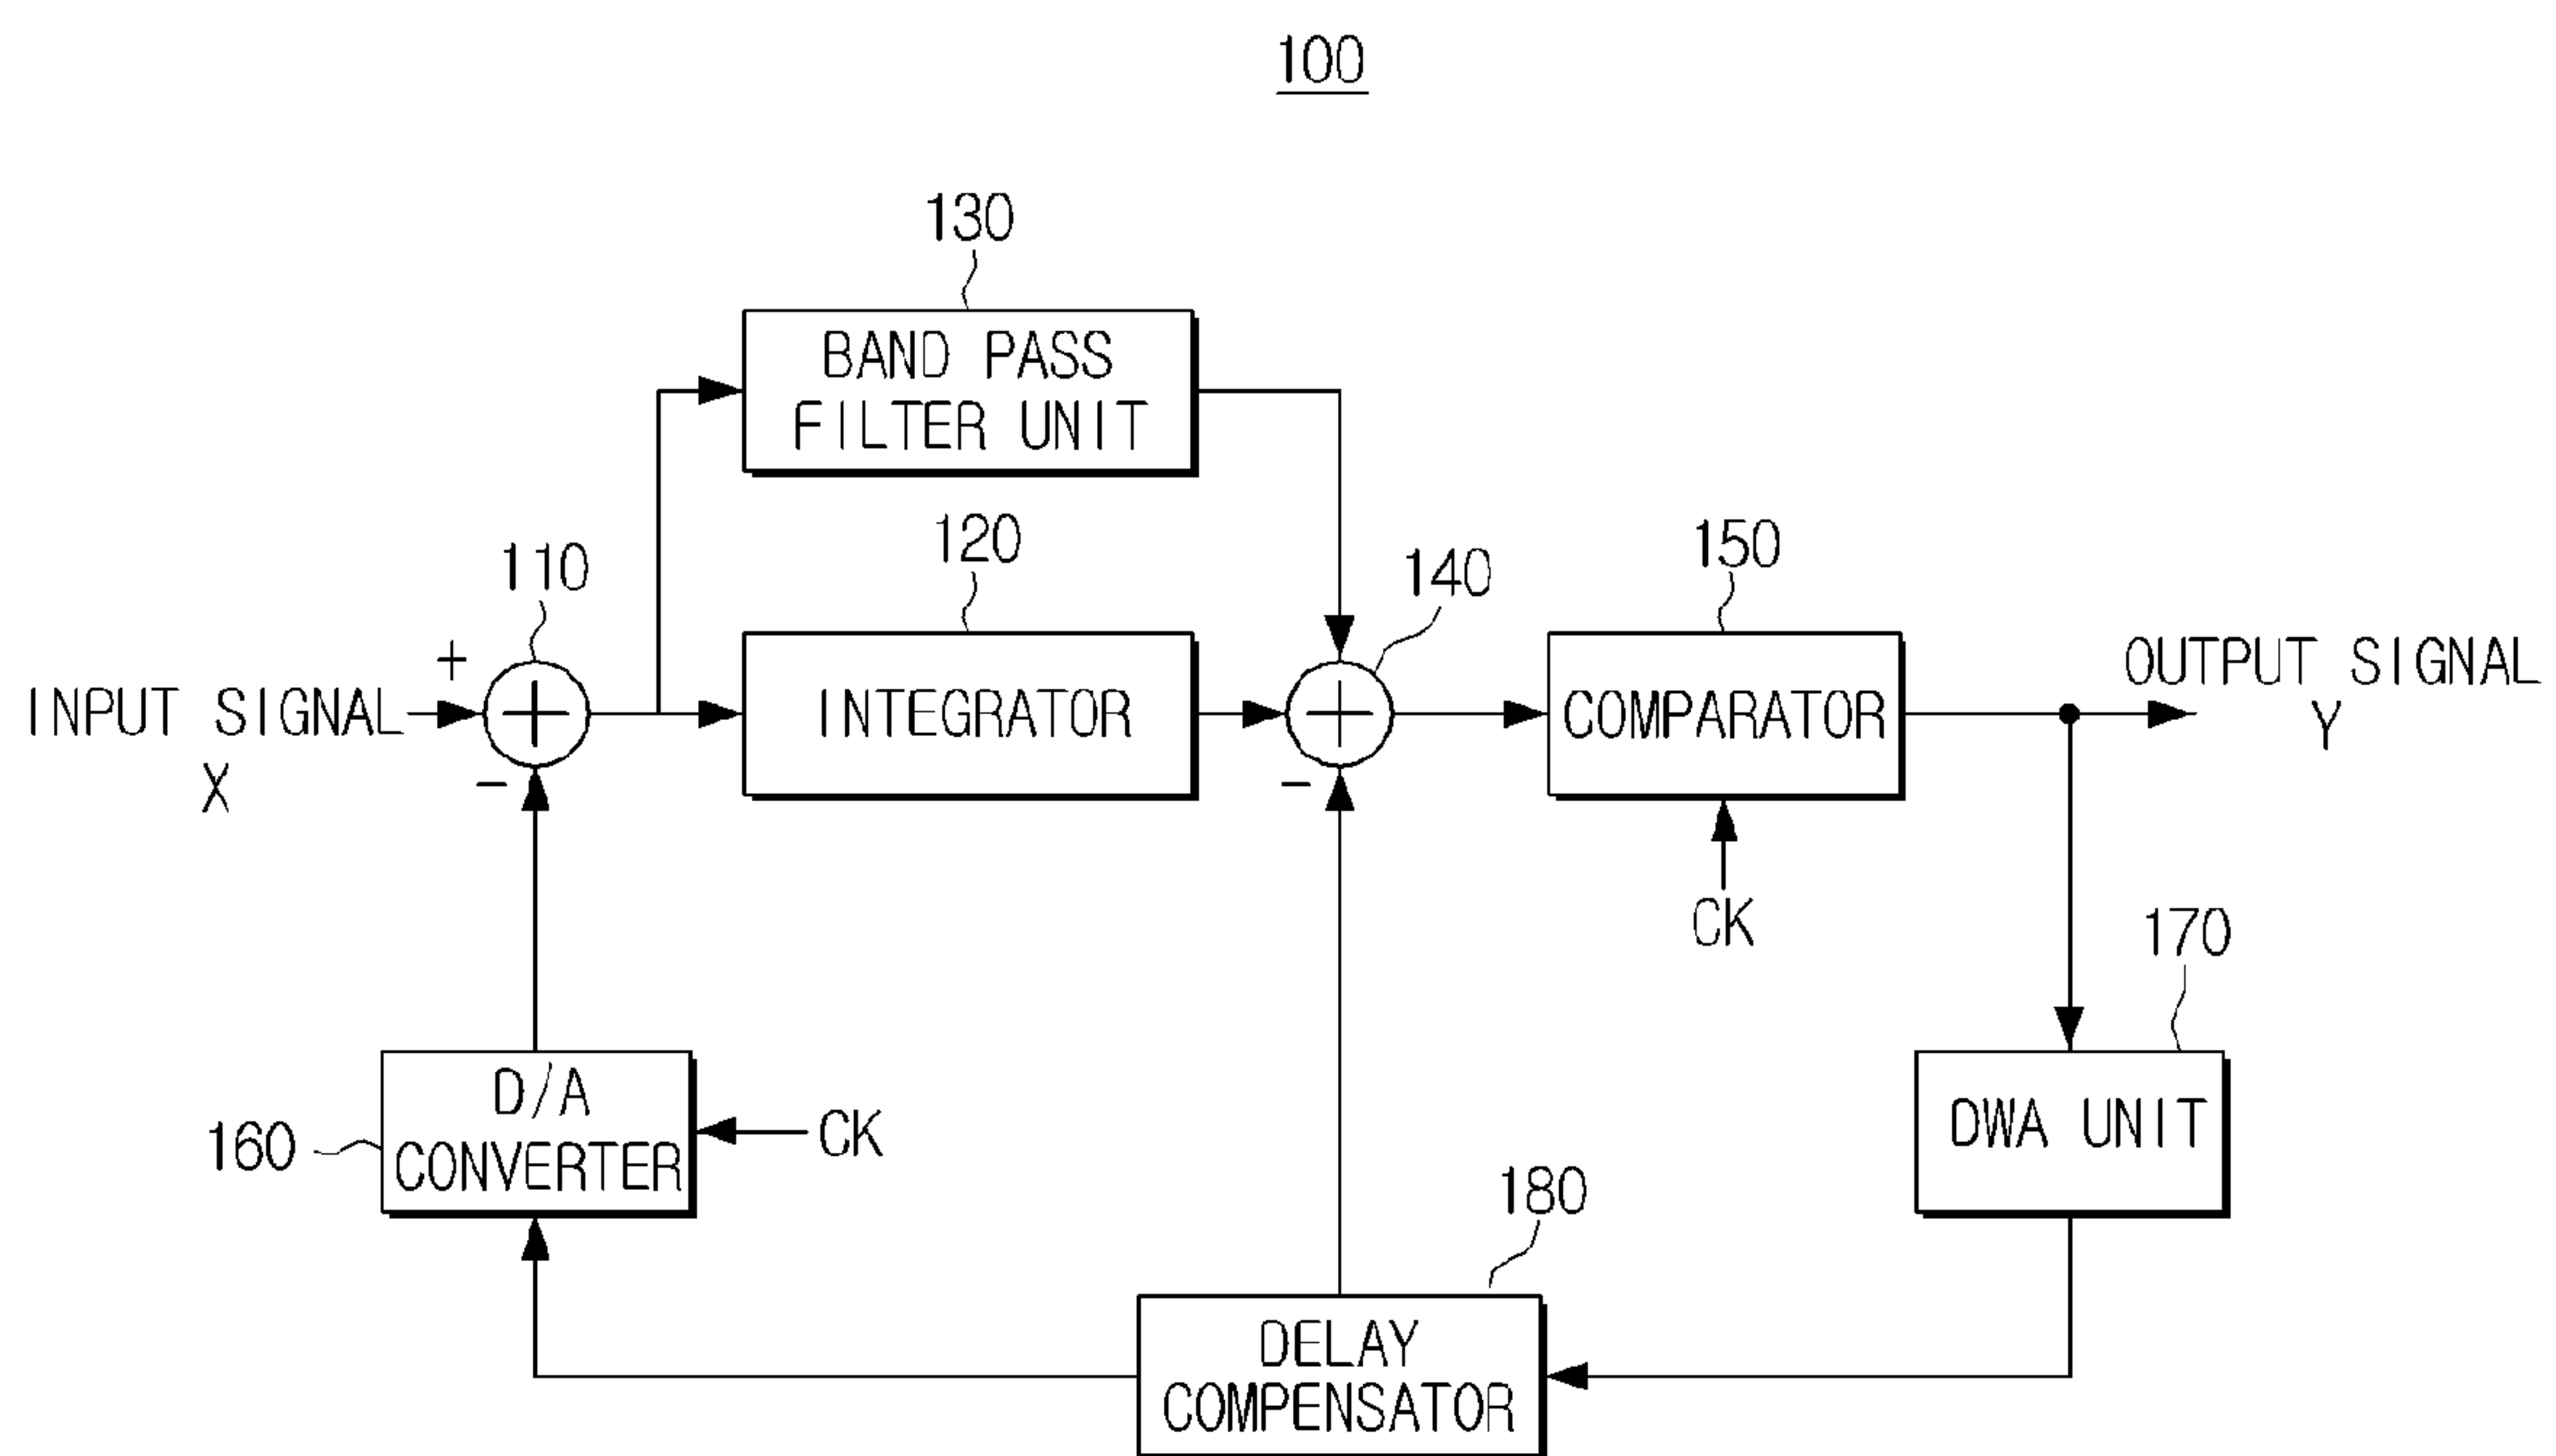 100
130
BAND PASS
FILTER UNIT
120
110
140
150
+
INPUT SIGNAL
X
+
-
INTEGRATOR
+
-
COMPARATOR
OUTPUT SIGNAL
Y
CK
170
D/A
CONVERTER
160
CK
DWA UNIT
180
DELAY
COMPENSATOR